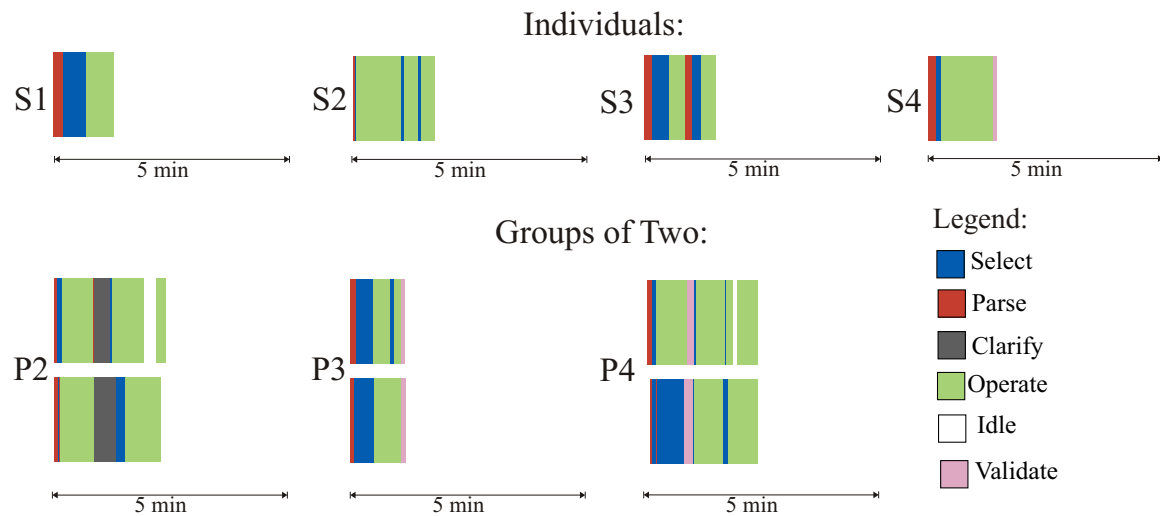 Individuals:
S1
S2
S3
S4
5 min
5 min
5 min
5 min
Groups of Two:
P2
P3
P4
5 min
5 min
5 min
Legend:
Select
Parse
Clarify
Operate
Idle
Validate